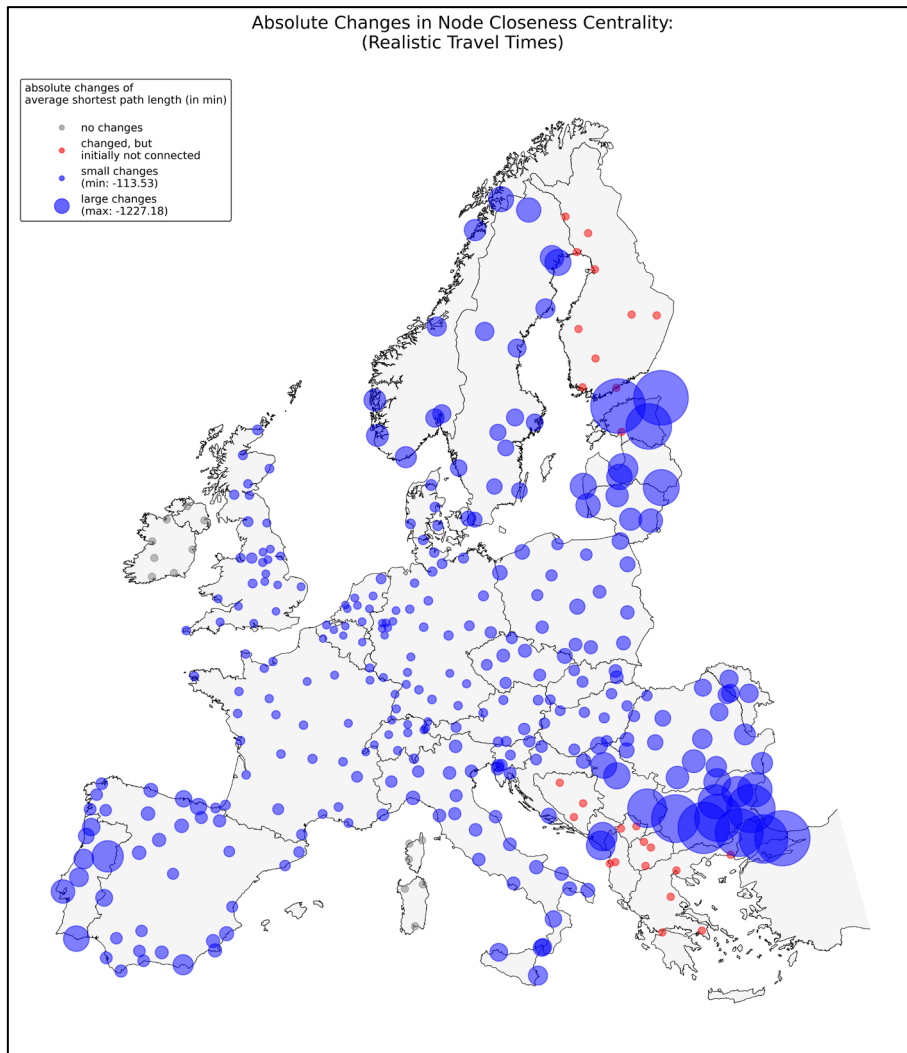 Absolute Changes in Node Closeness Centrality:
(Realistic Travel Times)
absolute changes of
average shortest path length (in min)
no changes
changed, but
initially not connected
small changes
(min: -113.53)
large changes
(max: -1227.18)